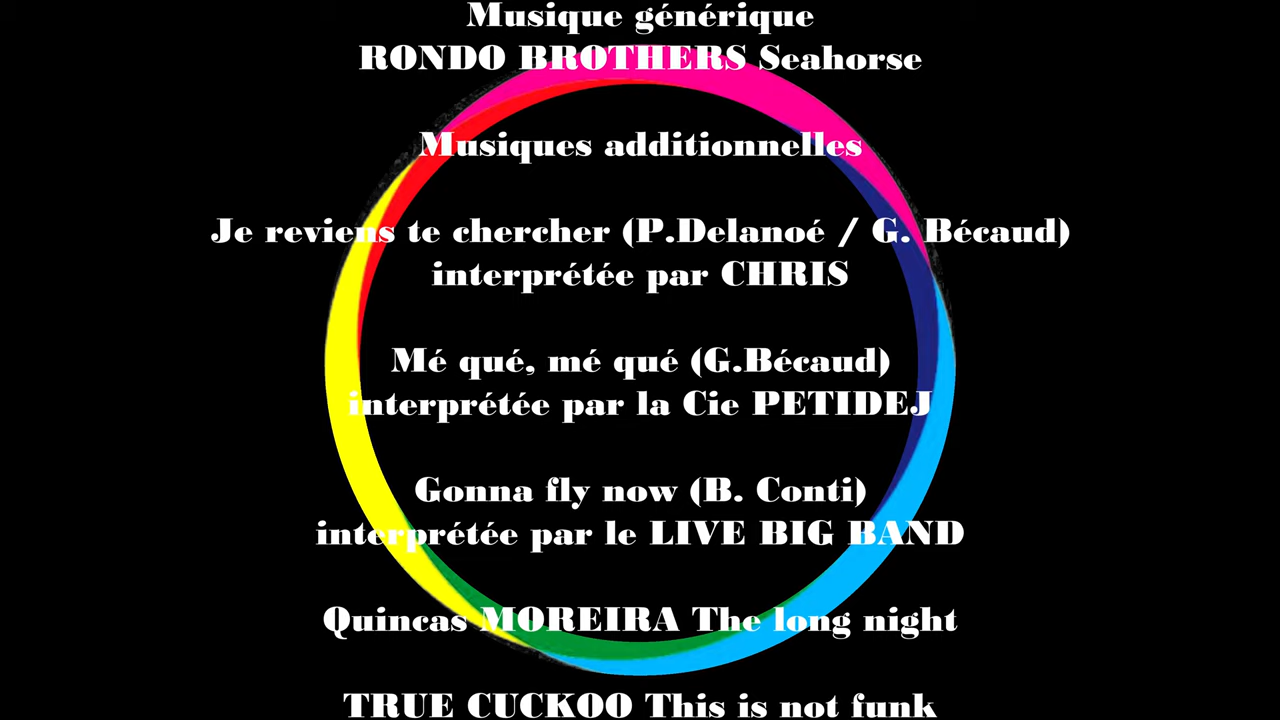 Musique générique
RONDO BROTHERS Seahorse
Musiques additionnelles
Je reviens te chercher (P.Delanoé / G. Bécaud)
interprétée par CHRIS
Mé qué, mé qué (G.Bécaud)
interprétée par la Cie PETIDEJ
Gonna fly now (B. Conti)
interprétée par le LIVE BIG BAND
Quincas MOREIRA The long night
TRUE CUCKOO This is not funk